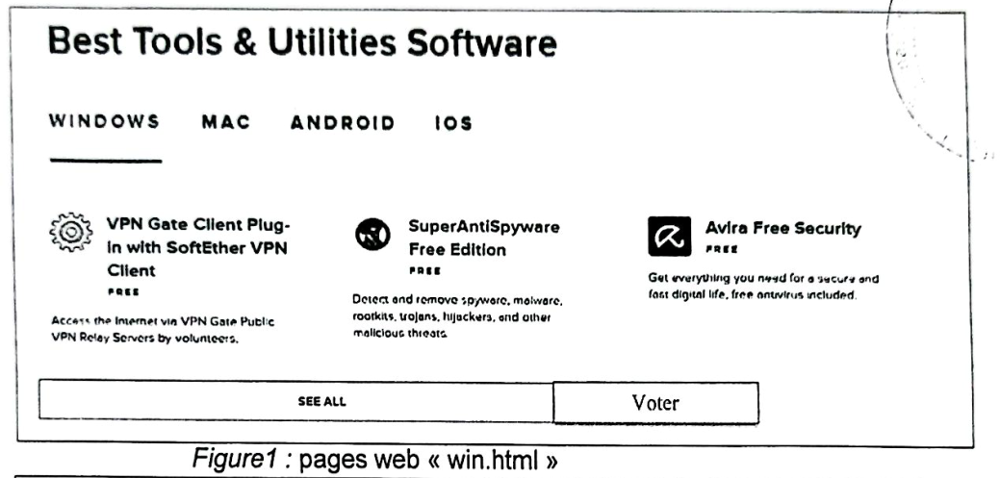 Best Tools & Utilities Software
WINDOWS MAC ANDROID IOS
VPN Gate Client Plug-
in with SoftEther VPN
Client
FREE
Access the Internet via VPN Gate Public
VPN Relay Servers by volunteers.
SuperAntiSpyware
Free Edition
FREE
Detect and remove spyware, malware,
rootkits, trojans, hijackers, and other
malicious threats
Avira Free Security
FREE
Get everything you need for a secure and
fast digital life, free antivirus included.
SEE ALL
Voter
Figure1 : pages web « win.html »